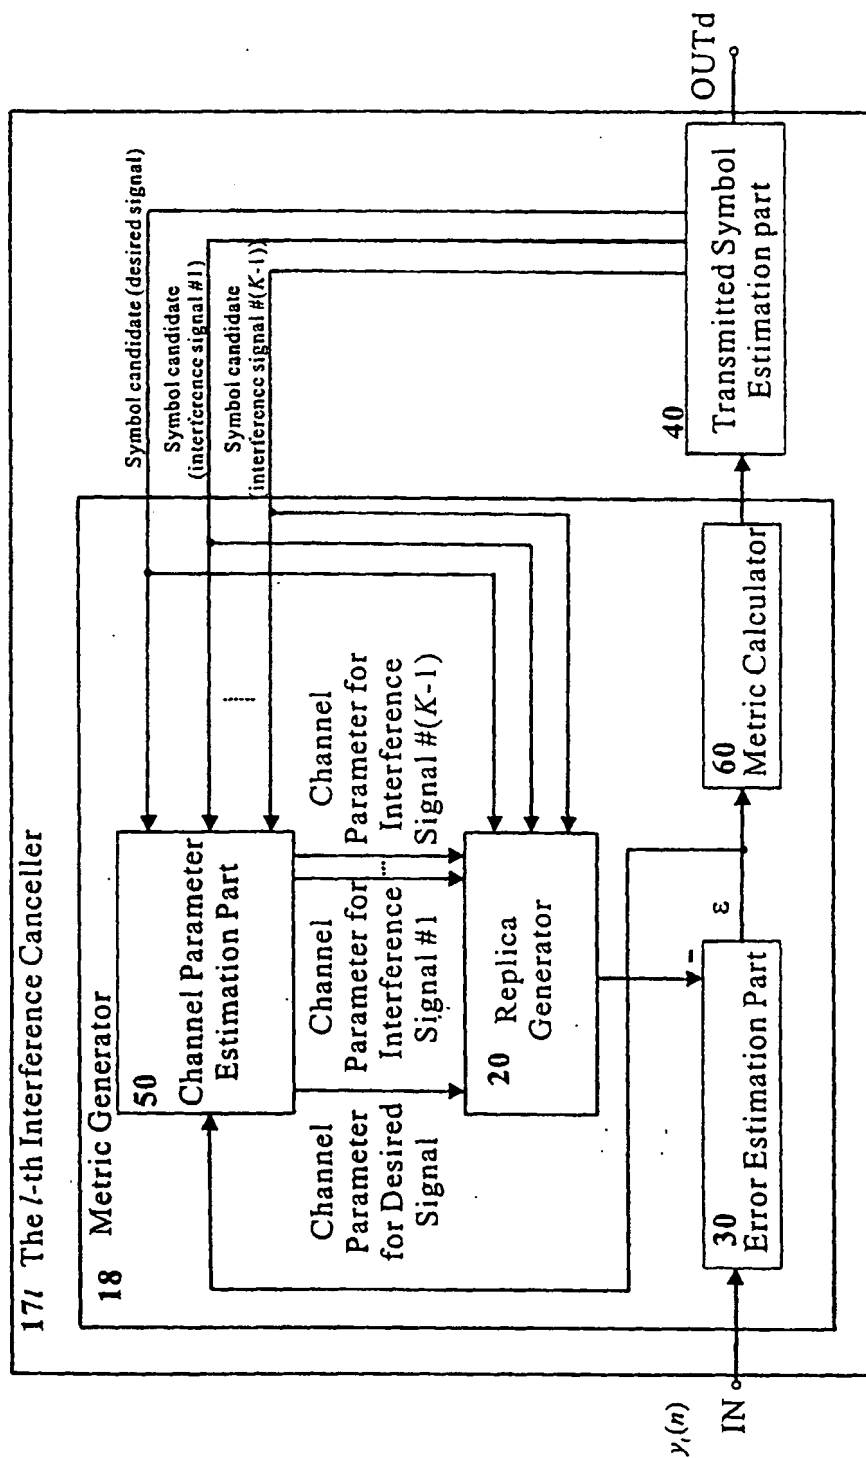 17l The l-th Interference Canceller
18 Metric Generator
50
Channel Parameter
Estimation Part
Symbol candidate (desired signal)
Symbol candidate
(interference signal #1)
Symbol candidate
(interference signal #(K-1))
Channel
Parameter
for Desired
Signal
Channel
Parameter for
Interference
Signal #1
Channel
Parameter for
Interference
Signal #(K-1)
20 Replica
Generator
-
ε
30
Error Estimation Part
60
Metric Calculator
40
Transmitted Symbol
Estimation part
yl(n)
IN
OUTd